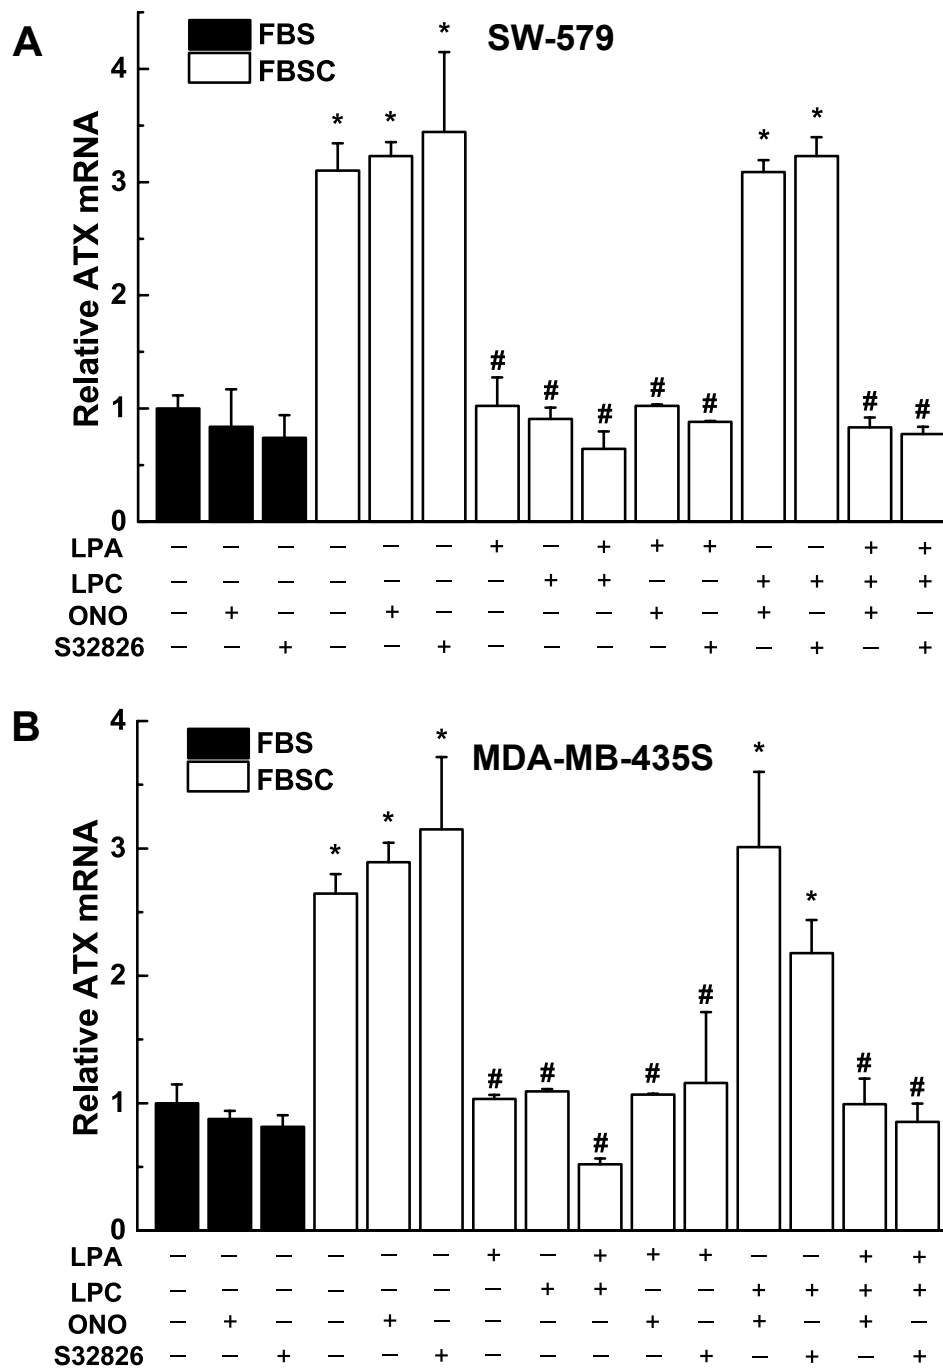 A
FBS
FBSC
SW-579
*
* * * *
# # # # # # #
Relative ATX mRNA
4
3
2
1
0
LPA – – – – – – + – + + + – – + +
LPC – – – – – – – + + – – + + + +
ONO – + – – + – – – – + – + – + –
S32826 – – + – – + – – – – + – + – +
B
FBS
FBSC
MDA-MB-435S
* * * * *
# # # # # # #
Relative ATX mRNA
4
3
2
1
0
LPA – – – – – – + – + + + – – + +
LPC – – – – – – – + + – – + + + +
ONO – + – – + – – – – + – + – + –
S32826 – – + – – + – – – – + – + – +